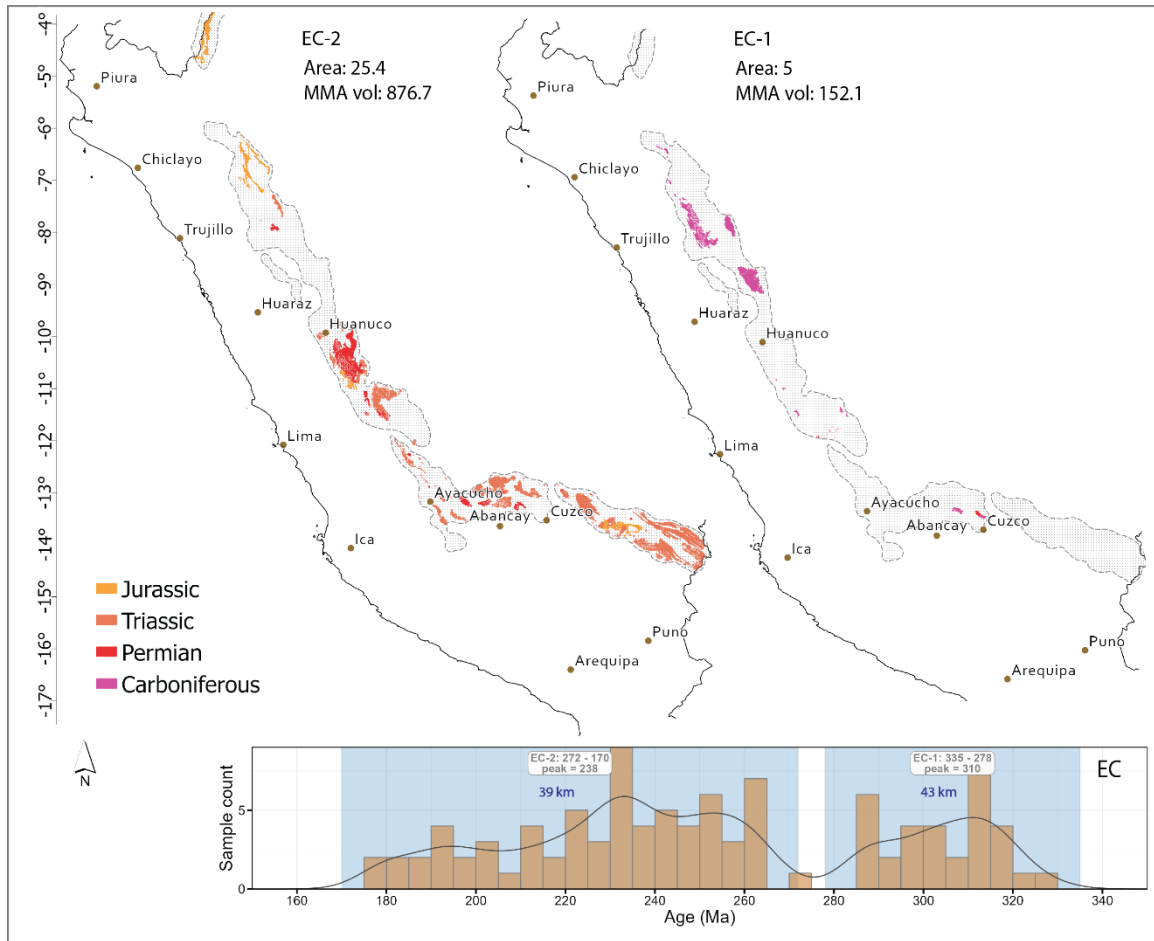 EC-2
Area: 25.4
MMA vol: 876.7
EC-1
Area: 5
MMA vol: 152.1
-4°
-5°
-6°
-7°
-8°
-9°
-10°
-11°
-12°
-13°
-14°
-15°
-16°
-17°
Piura
Chiclayo
Trujillo
Huaraz
Huanuco
Lima
Ayacucho
Abancay
Cuzco
Ica
Puno
Arequipa
Piura
Chiclayo
Trujillo
Huaraz
Huanuco
Lima
Ayacucho
Abancay
Cuzco
Ica
Puno
Arequipa
Jurassic
Triassic
Permian
Carboniferous
N
EC-2: 272 - 170
peak = 238
39 km
EC-1: 335 - 278
peak = 310
43 km
EC
Sample count
5
0
160 180 200 220 240 260 280 300 320 340
Age (Ma)